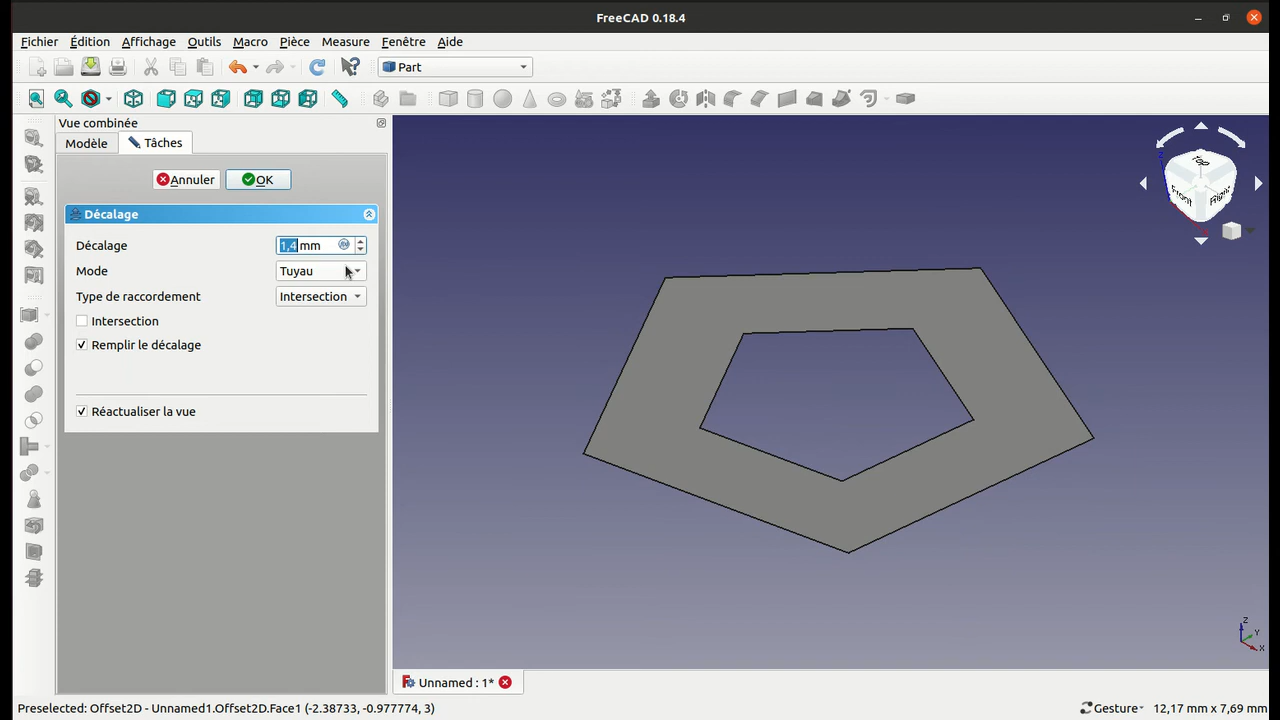 FreeCAD 0.18.4
Fichier Édition Affichage Outils Macro Pièce Measure Fenêtre Aide
Part
Vue combinée
Modèle Tâches
Annuler OK
Décalage
Décalage 1,4 mm
Mode Tuyau
Type de raccordement Intersection
Intersection
Remplir le décalage
Réactualiser la vue
Top
Front Right
Z
Y
X
Unnamed : 1*
Preselected: Offset2D - Unnamed1.Offset2D.Face1 (-2.38733, -0.977774, 3) Gesture 12,17 mm x 7,69 mm